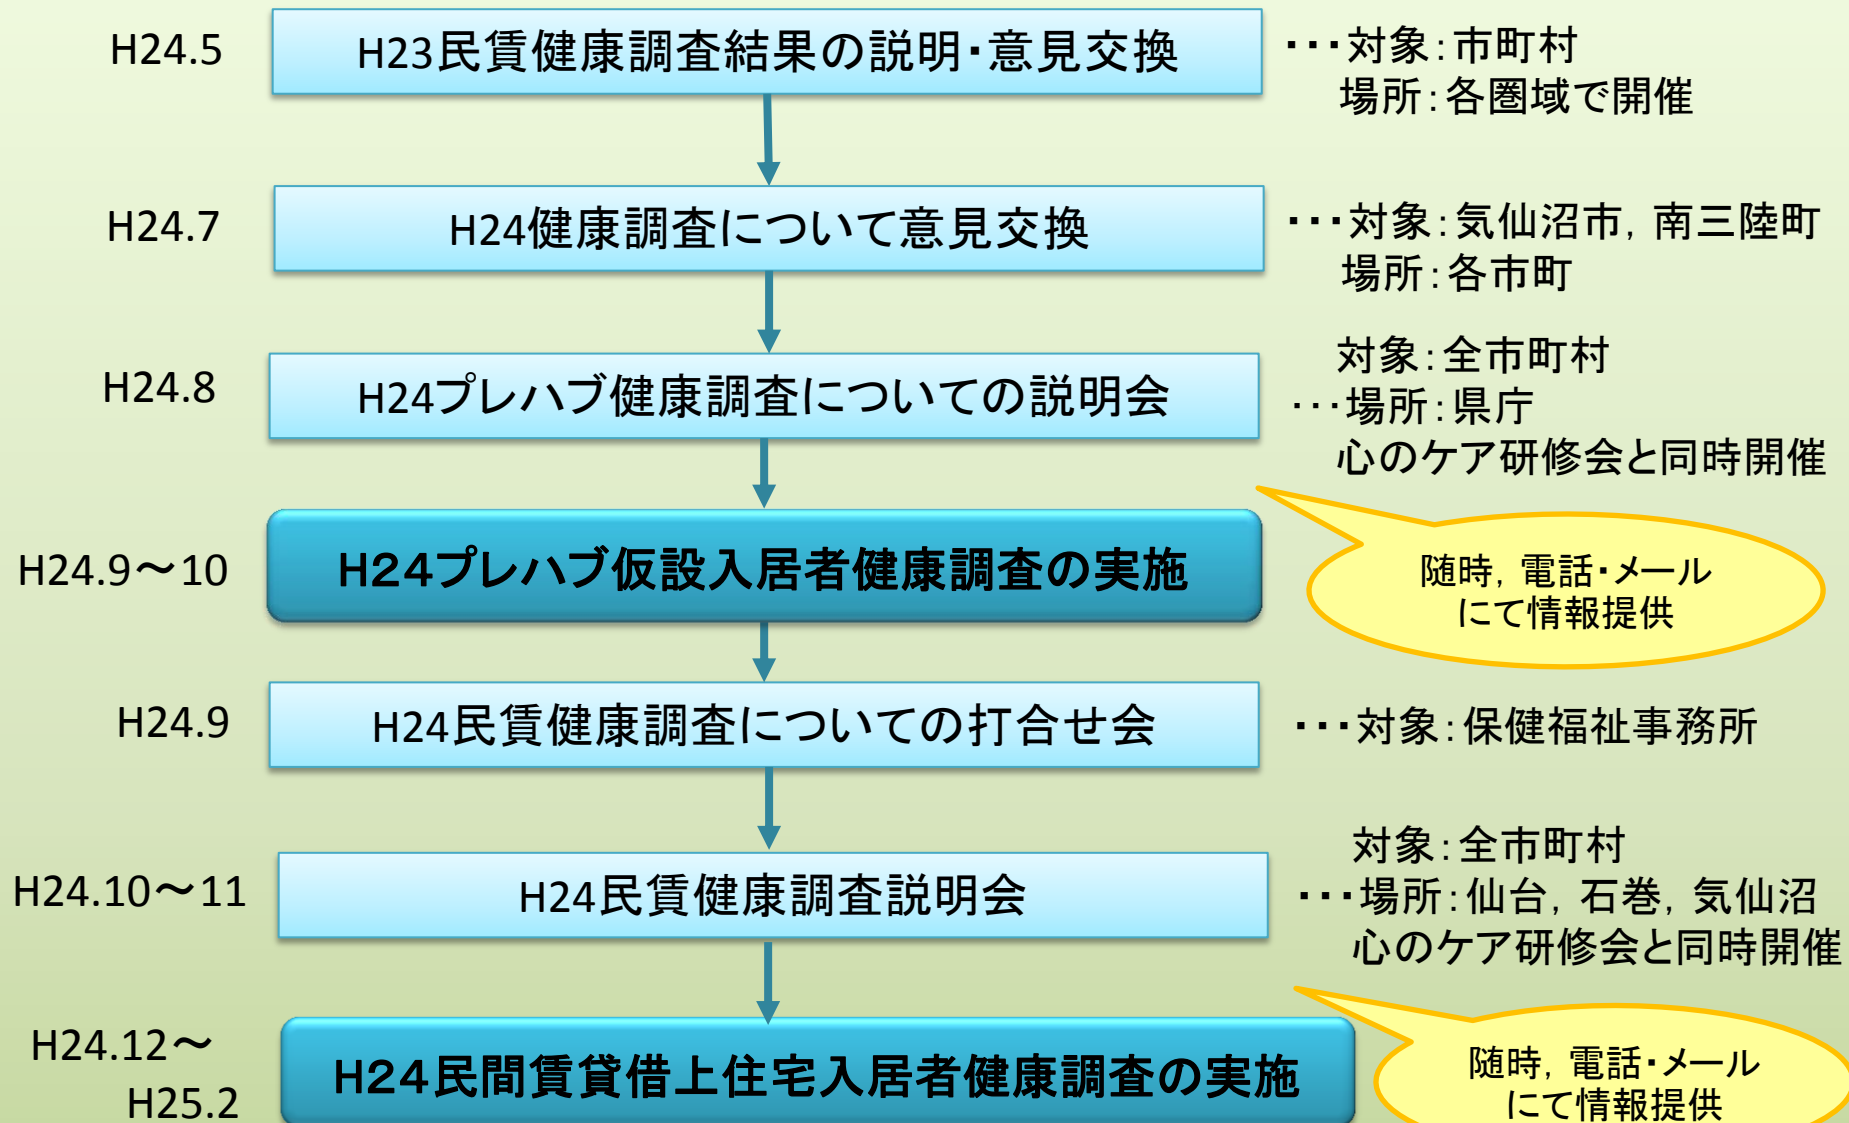 H24.5
H23民賃健康調査結果の説明・意見交換
・・・対象：市町村
場所：各圏域で開催
H24.7
H24健康調査について意見交換
・・・対象：気仙沼市，南三陸町
場所：各市町
H24.8
H24プレハブ健康調査についての説明会
対象：全市町村
・・・場所：県庁
心のケア研修会と同時開催
H24.9～10
H24プレハブ仮設入居者健康調査の実施
随時，電話・メール
にて情報提供
H24.9
H24民賃健康調査についての打合せ会
・・・対象：保健福祉事務所
H24.10～11
H24民賃健康調査説明会
対象：全市町村
・・・場所：仙台，石巻，気仙沼
心のケア研修会と同時開催
H24.12～
H25.2
H24民間賃貸借上住宅入居者健康調査の実施
随時，電話・メール
にて情報提供